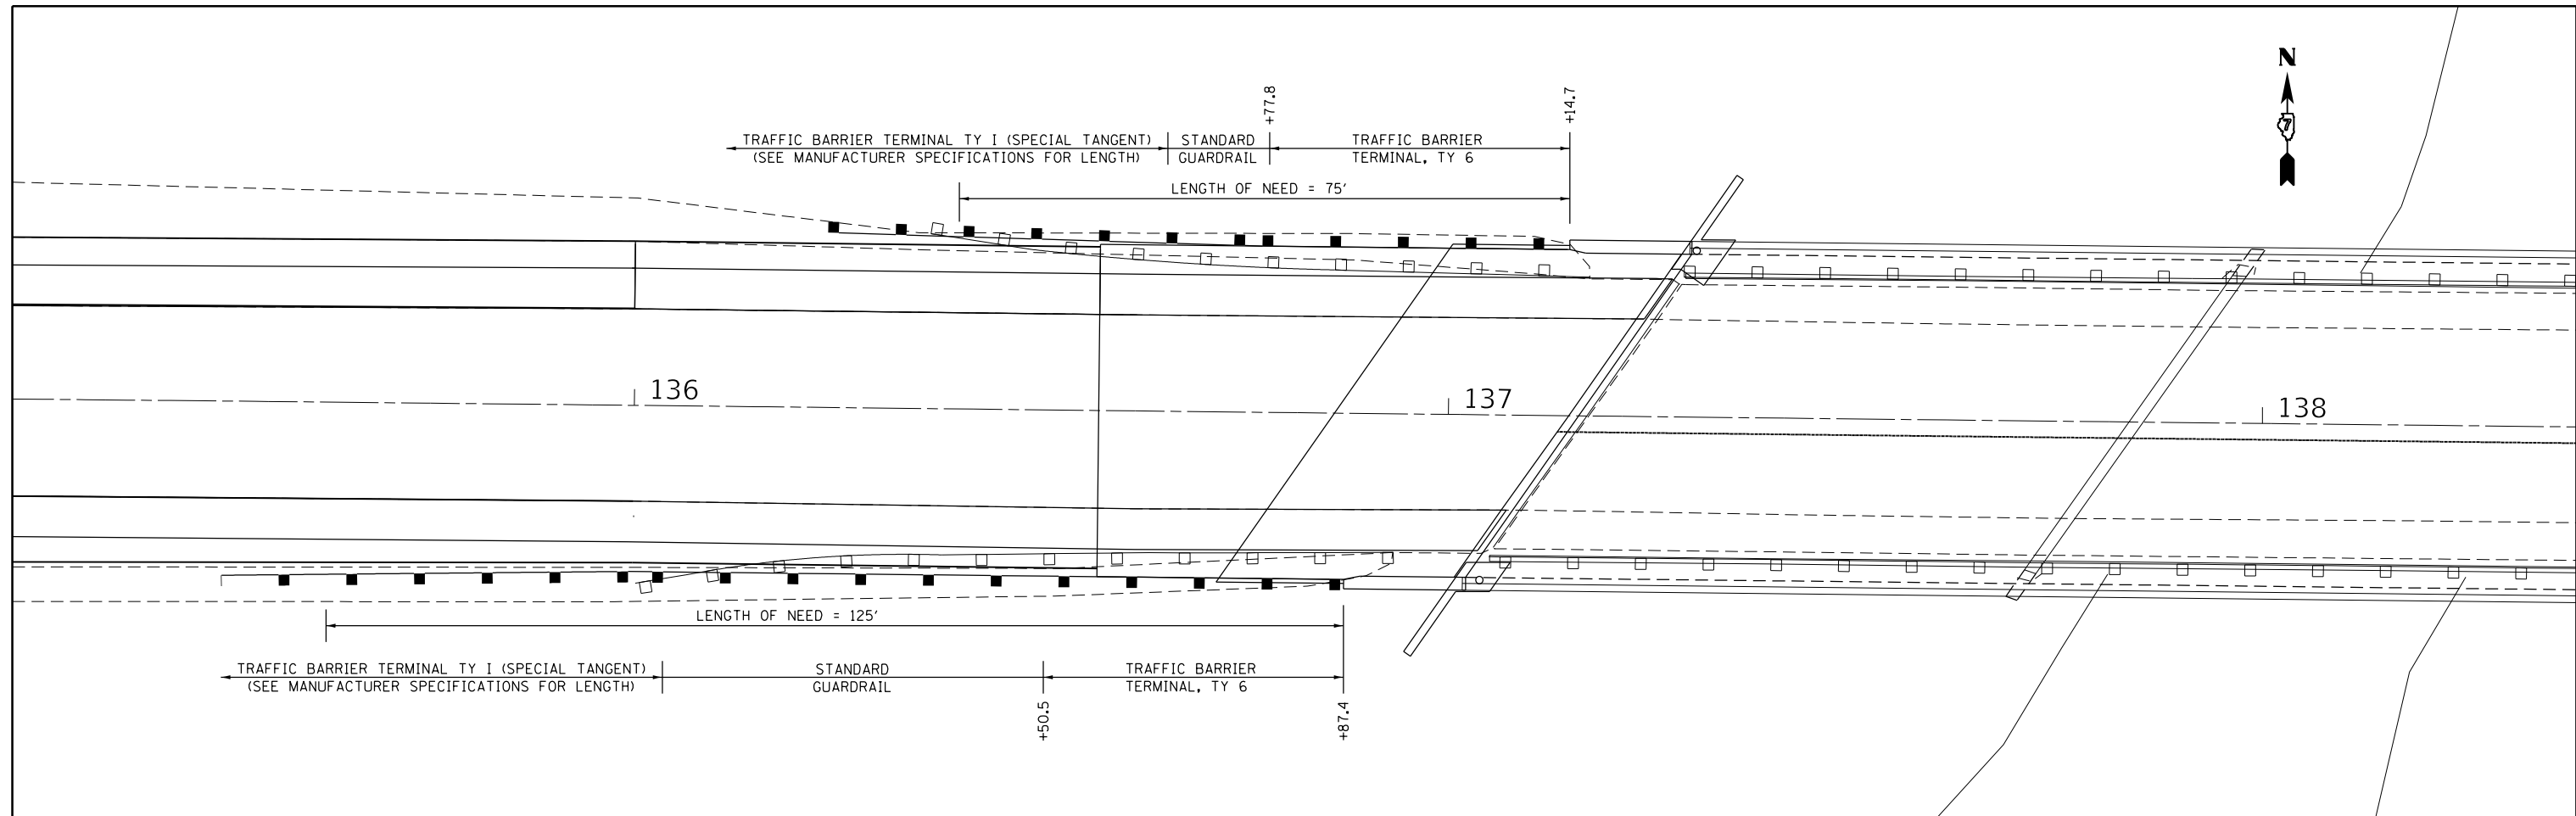 N
7
+77.8
+14.7
TRAFFIC BARRIER TERMINAL TY I (SPECIAL TANGENT)
(SEE MANUFACTURER SPECIFICATIONS FOR LENGTH)
STANDARD
GUARDRAIL
TRAFFIC BARRIER
TERMINAL, TY 6
LENGTH OF NEED = 75'
136
137
138
LENGTH OF NEED = 125'
TRAFFIC BARRIER TERMINAL TY I (SPECIAL TANGENT)
(SEE MANUFACTURER SPECIFICATIONS FOR LENGTH)
STANDARD
GUARDRAIL
TRAFFIC BARRIER
TERMINAL, TY 6
+50.5
+87.4